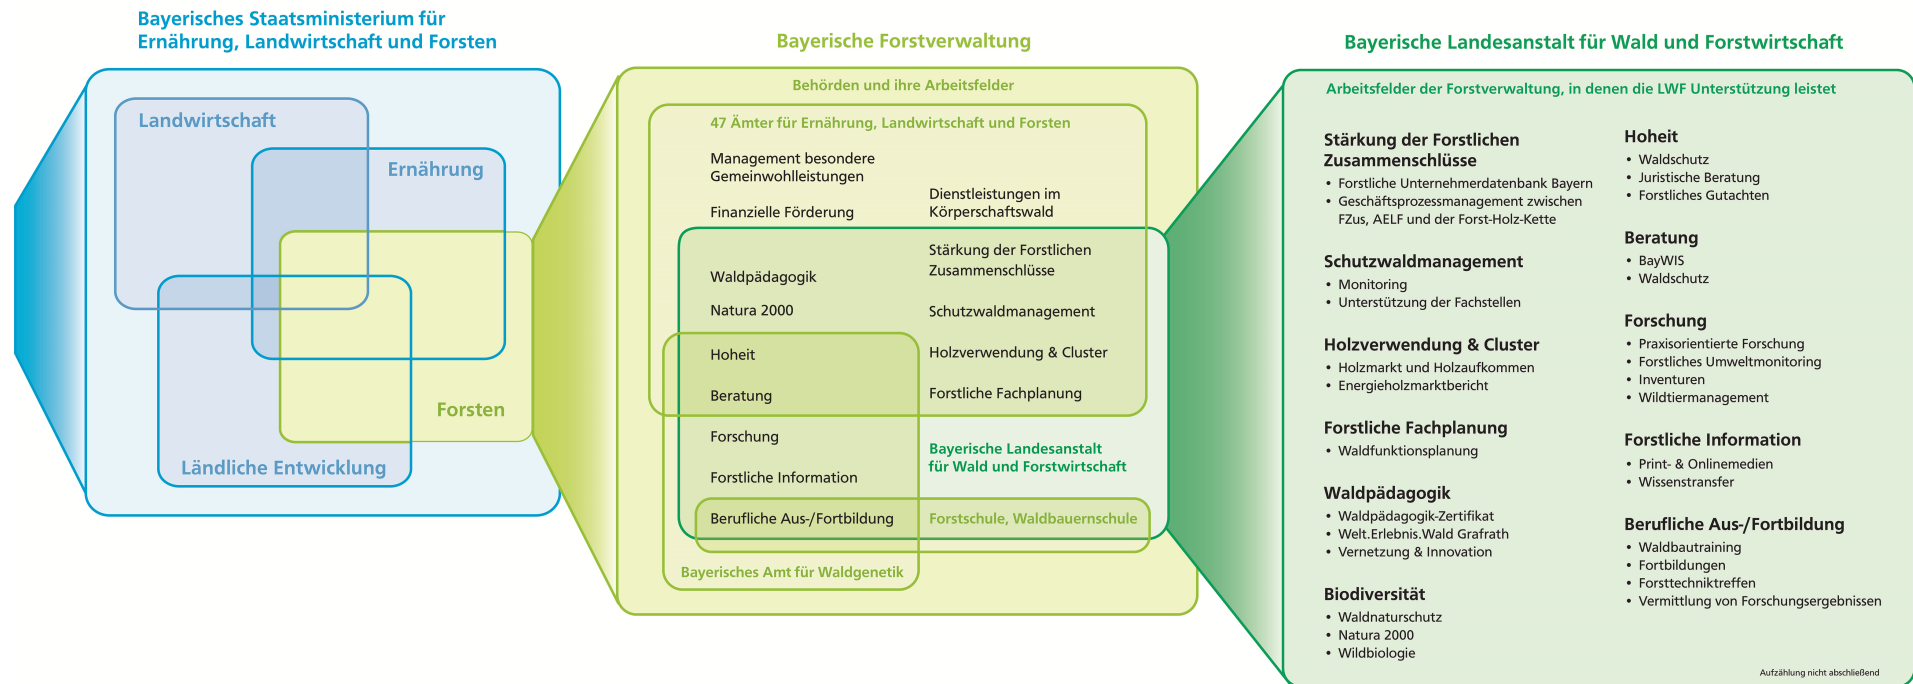 Bayerisches Staatsministerium für
Ernährung, Landwirtschaft und Forsten
Landwirtschaft
Ernährung
Forsten
Ländliche Entwicklung
Bayerische Forstverwaltung
Behörden und ihre Arbeitsfelder
47 Ämter für Ernährung, Landwirtschaft und Forsten
Management besondere
Gemeinwohlleistungen
Finanzielle Förderung
Dienstleistungen im
Körperschaftswald
Waldpädagogik
Natura 2000
Stärkung der Forstlichen
Zusammenschlüsse
Schutzwaldmanagement
Hoheit
Beratung
Holzverwendung & Cluster
Forstliche Fachplanung
Forschung
Forstliche Information
Bayerische Landesanstalt
für Wald und Forstwirtschaft
Berufliche Aus-/Fortbildung
Forstschule, Waldbauernschule
Bayerisches Amt für Waldgenetik
Bayerische Landesanstalt für Wald und Forstwirtschaft
Arbeitsfelder der Forstverwaltung, in denen die LWF Unterstützung leistet
Stärkung der Forstlichen
Zusammenschlüsse
• Forstliche Unternehmerdatenbank Bayern
• Geschäftsprozessmanagement zwischen
FZus, AELF und der Forst-Holz-Kette
Schutzwaldmanagement
• Monitoring
• Unterstützung der Fachstellen
Holzverwendung & Cluster
• Holzmarkt und Holzaufkommen
• Energieholzmarktbericht
Forstliche Fachplanung
• Waldfunktionsplanung
Waldpädagogik
• Waldpädagogik-Zertifikat
• Welt.Erlebnis.Wald Grafrath
• Vernetzung & Innovation
Biodiversität
• Waldnaturschutz
• Natura 2000
• Wildbiologie
Hoheit
• Waldschutz
• Juristische Beratung
• Forstliches Gutachten
Beratung
• BayWIS
• Waldschutz
Forschung
• Praxisorientierte Forschung
• Forstliches Umweltmonitoring
• Inventuren
• Wildtiermanagement
Forstliche Information
• Print- & Onlinemedien
• Wissenstransfer
Berufliche Aus-/Fortbildung
• Waldbautraining
• Fortbildungen
• Forsttechniktreffen
• Vermittlung von Forschungsergebnissen
Aufzählung nicht abschließend